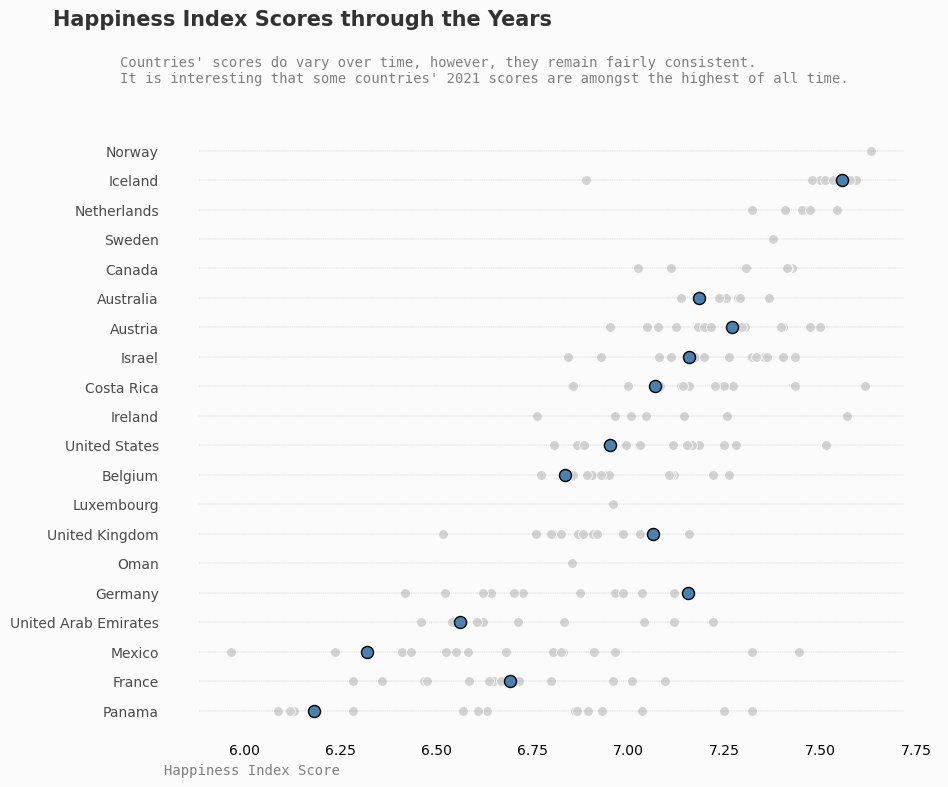 Happiness Index Scores through the Years
Countries' scores do vary over time, however, they remain fairly consistent.
It is interesting that some countries' 2021 scores are amongst the highest of all time.
Norway
Iceland
Netherlands
Sweden
Canada
Australia
Austria
Israel
Costa Rica
Ireland
United States
Belgium
Luxembourg
United Kingdom
Oman
Germany
United Arab Emirates
Mexico
France
Panama
6.00 6.25 6.50 6.75 7.00 7.25 7.50 7.75
Happiness Index Score